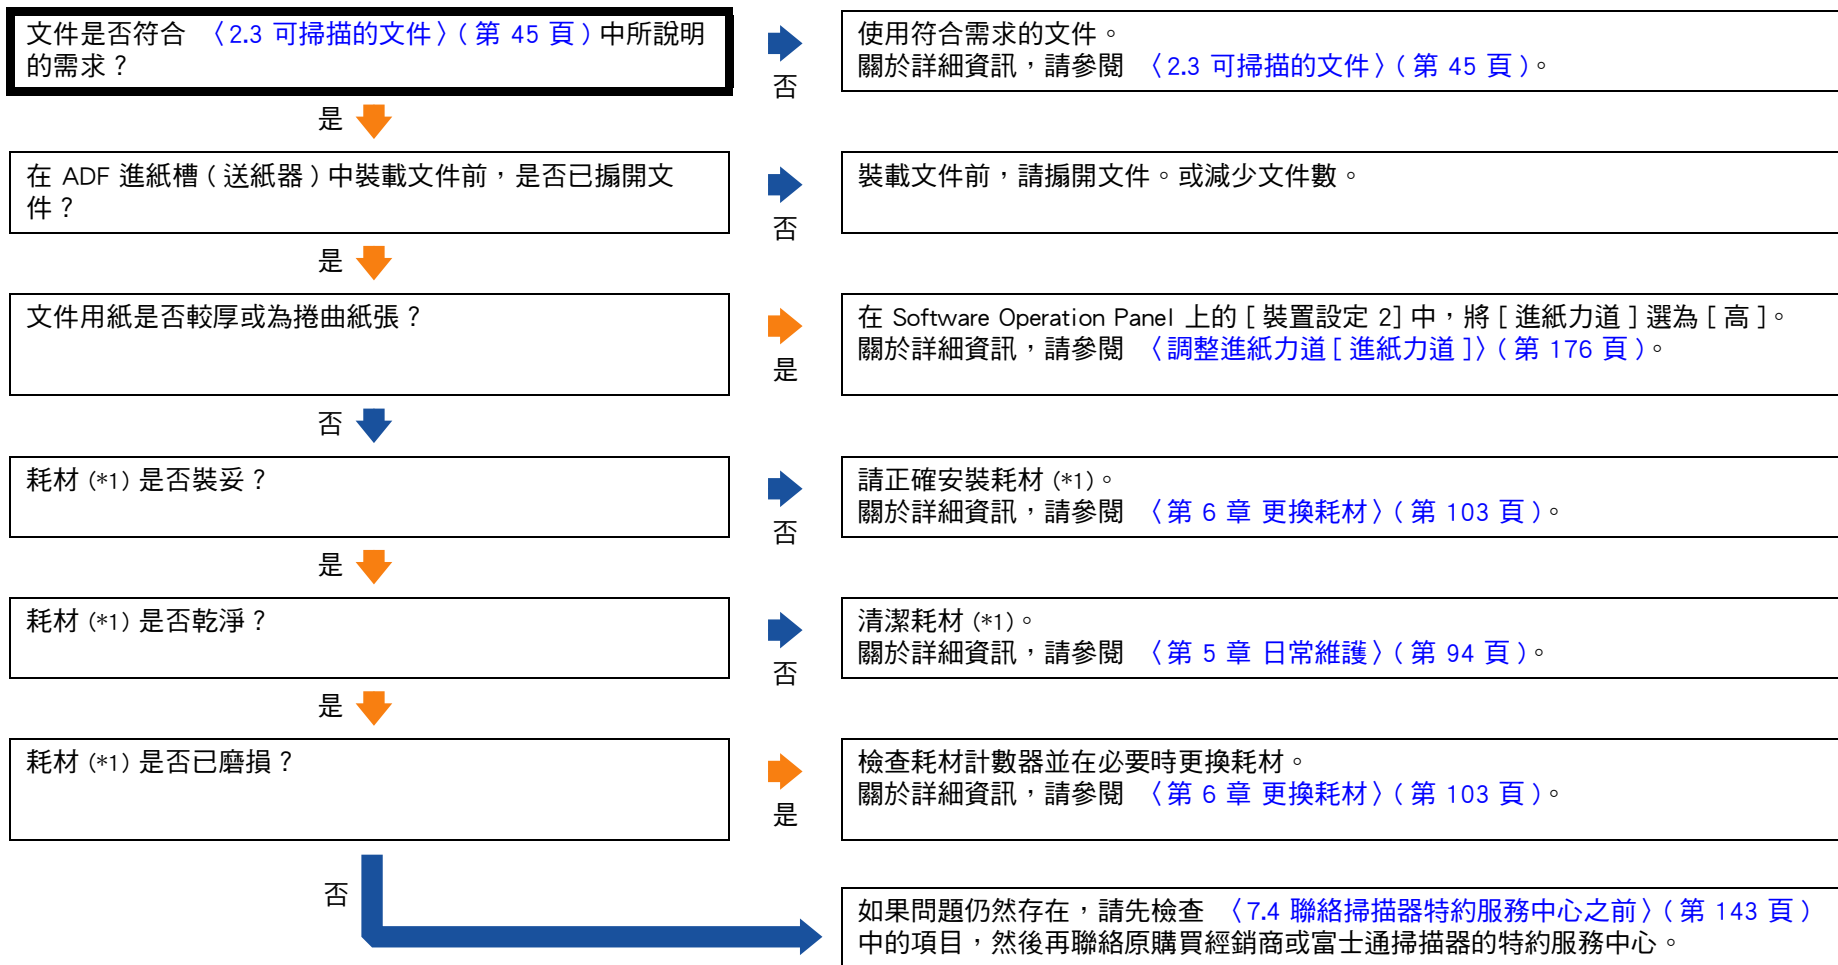 文件是否符合 〈2.3 可掃描的文件〉( 第 45 頁 ) 中所說明
的需求？
否
使用符合需求的文件。
關於詳細資訊，請參閱 〈2.3 可掃描的文件〉( 第 45 頁 )。
是
在 ADF 進紙槽 ( 送紙器 ) 中裝載文件前，是否已搧開文
件？
否
裝載文件前，請搧開文件。或減少文件數。
是
文件用紙是否較厚或為捲曲紙張？
是
在 Software Operation Panel 上的 [ 裝置設定 2] 中，將 [ 進紙力道 ] 選為 [ 高 ]。
關於詳細資訊，請參閱 〈調整進紙力道 [ 進紙力道 ]〉( 第 176 頁 )。
否
耗材 (*1) 是否裝妥？
否
請正確安裝耗材 (*1)。
關於詳細資訊，請參閱 〈第 6 章 更換耗材〉( 第 103 頁 )。
是
耗材 (*1) 是否乾淨？
否
清潔耗材 (*1)。
關於詳細資訊，請參閱 〈第 5 章 日常維護〉( 第 94 頁 )。
是
耗材 (*1) 是否已磨損？
是
檢查耗材計數器並在必要時更換耗材。
關於詳細資訊，請參閱 〈第 6 章 更換耗材〉( 第 103 頁 )。
否
如果問題仍然存在，請先檢查 〈7.4 聯絡掃描器特約服務中心之前〉( 第 143 頁 )
中的項目，然後再聯絡原購買經銷商或富士通掃描器的特約服務中心。